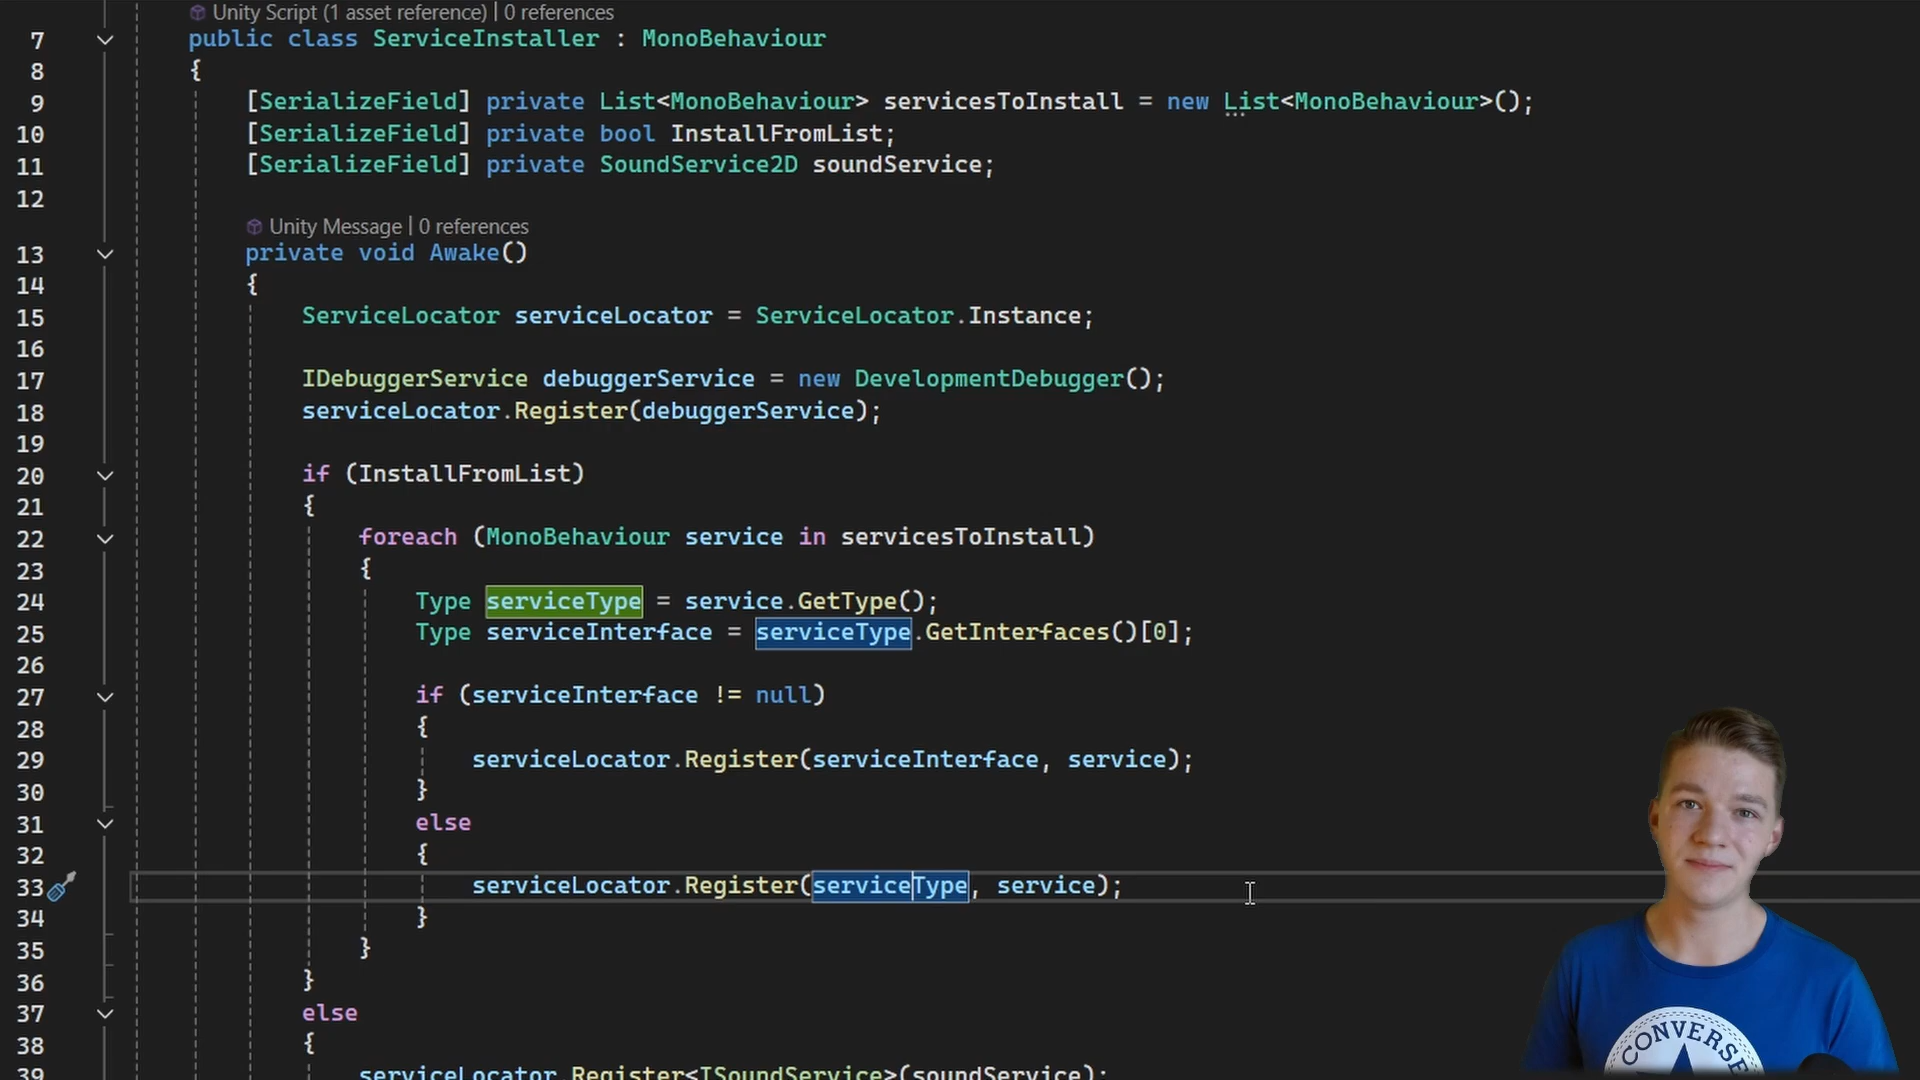 Unity Script (1 asset reference) | 0 references
7 public class ServiceInstaller : MonoBehaviour
8 {
9 [SerializeField] private List<MonoBehaviour> servicesToInstall = new List<MonoBehaviour>();
10 [SerializeField] private bool InstallFromList;
11 [SerializeField] private SoundService2D soundService;
12
Unity Message | 0 references
13 private void Awake()
14 {
15 ServiceLocator serviceLocator = ServiceLocator.Instance;
16
17 IDebuggerService debuggerService = new DevelopmentDebugger();
18 serviceLocator.Register(debuggerService);
19
20 if (InstallFromList)
21 {
22 foreach (MonoBehaviour service in servicesToInstall)
23 {
24 Type serviceType = service.GetType();
25 Type serviceInterface = serviceType.GetInterfaces()[0];
26
27 if (serviceInterface != null)
28 {
29 serviceLocator.Register(serviceInterface, service);
30 }
31 else
32 {
33 serviceLocator.Register(serviceType, service);
34 }
35 }
36 }
37 else
38 {
39 serviceLocator.Register<ISoundService>(soundService);
CONVERSE